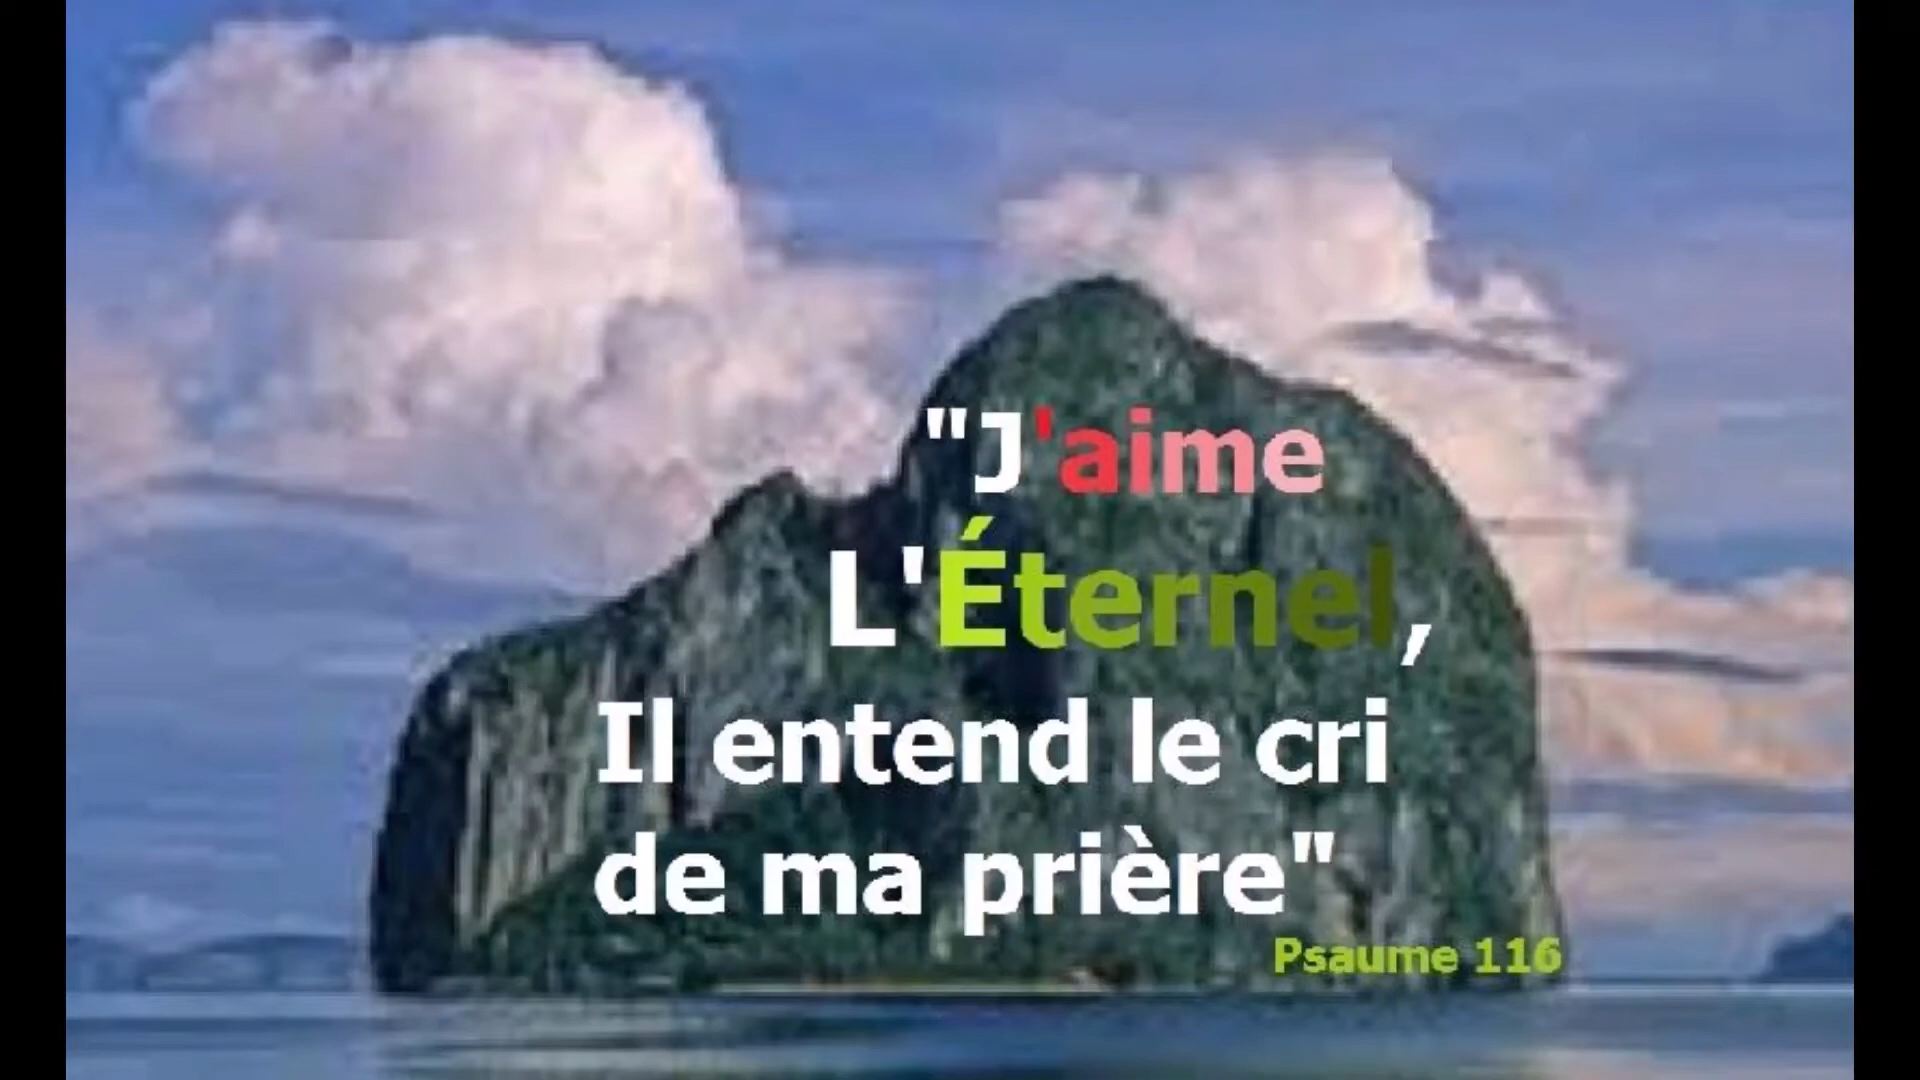 "J'aime
L'Éternel,
Il entend le cri
de ma prière"
Psaume 116